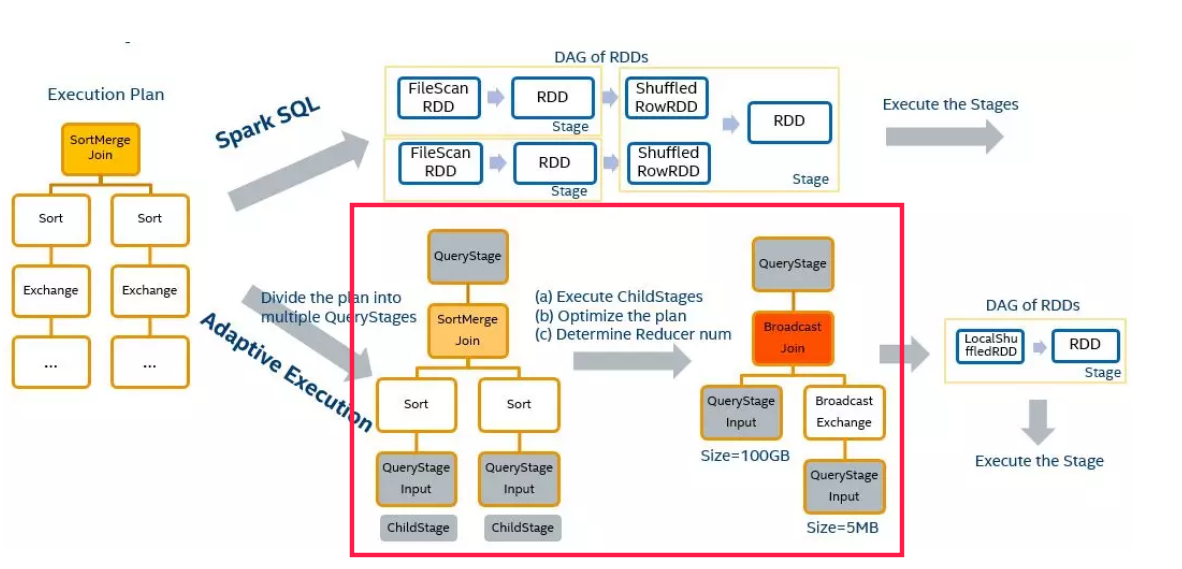 Execution Plan
SortMerge
Join
Sort
Sort
Exchange
Exchange
...
...
Spark SQL
DAG of RDDs
FileScan
RDD
RDD
Stage
FileScan
RDD
RDD
Stage
Shuffled
RowRDD
Shuffled
RowRDD
RDD
Stage
Execute the Stages
Adaptive Execution
Divide the plan into
multiple QueryStages
QueryStage
SortMerge
Join
Sort
Sort
QueryStage
Input
QueryStage
Input
ChildStage
ChildStage
(a) Execute ChildStages
(b) Optimize the plan
(c) Determine Reducer num
QueryStage
Broadcast
Join
QueryStage
Input
Size=100GB
Broadcast
Exchange
QueryStage
Input
Size=5MB
DAG of RDDs
LocalShu
ffledRDD
RDD
Stage
Execute the Stage